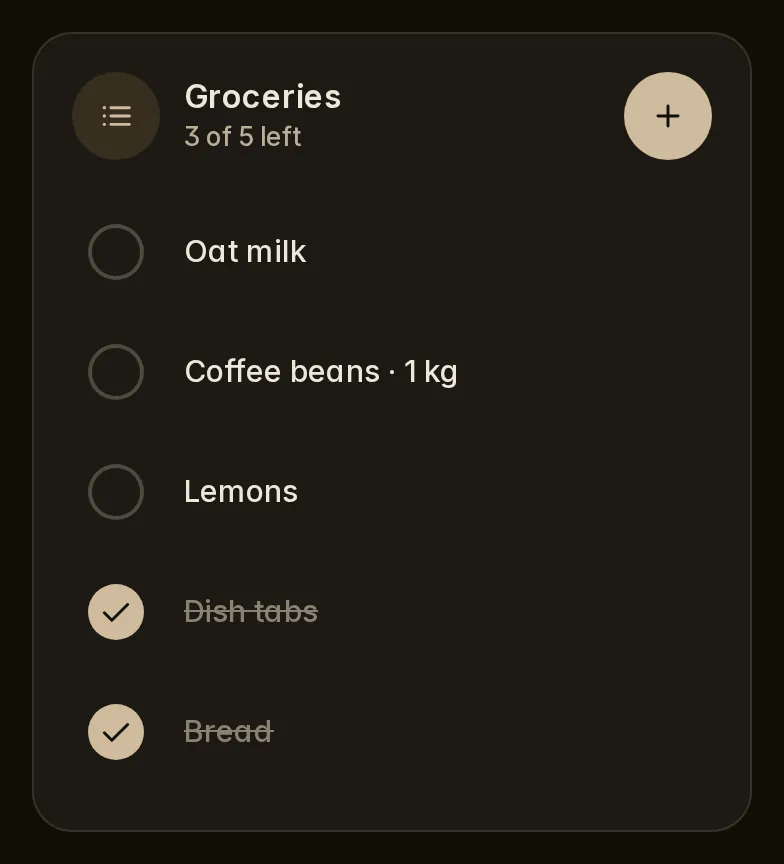 Groceries
3 of 5 left
Oat milk
Coffee beans · 1 kg
Lemons
Dish tabs
Bread